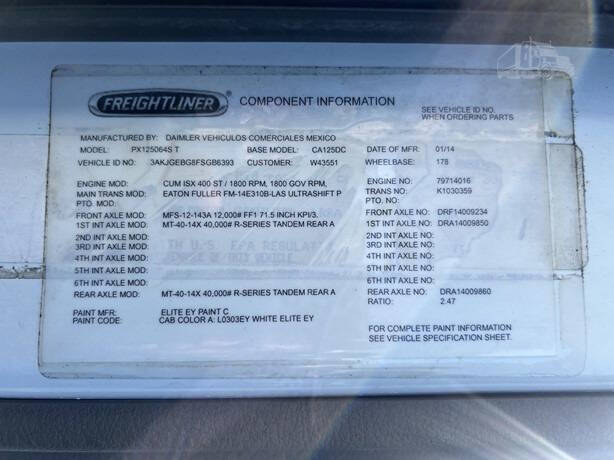 FREIGHTLINER
COMPONENT INFORMATION
SEE VEHICLE ID NO.
WHEN ORDERING PARTS
MANUFACTURED BY: DAIMLER VEHICULOS COMERCIALES MEXICO
MODEL: PX125064S T BASE MODEL: CA125DC DATE OF MFR: 01/14
VEHICLE ID NO: 3AKJGEBG8FSGB6393 CUSTOMER: W43551 WHEELBASE: 178
ENGINE MOD: CUM ISX 400 ST / 1800 RPM, 1800 GOV RPM, ENGINE NO: 79714016
MAIN TRANS MOD: EATON FULLER FM-14E310B-LAS ULTRASHIFT P TRANS NO: K1030359
PTO. MOD: PTO. NO:
FRONT AXLE MOD: MFS-12-143A 12,000# FF1 71.5 INCH KPI/3. FRONT AXLE NO: DRF14009234
1ST INT AXLE MOD: MT-40-14X 40,000# R-SERIES TANDEM REAR A 1ST INT AXLE NO: DRA14009850
2ND INT AXLE MOD: 2ND INT AXLE NO:
3RD INT AXLE MOD: 3RD INT AXLE NO:
4TH INT AXLE MOD: 4TH INT AXLE NO:
5TH INT AXLE MOD: 5TH INT AXLE NO:
6TH INT AXLE MOD: 6TH INT AXLE NO:
REAR AXLE MOD: MT-40-14X 40,000# R-SERIES TANDEM REAR A REAR AXLE NO: DRA14009860
RATIO: 2.47
PAINT MFR: ELITE EY PAINT C
PAINT CODE: CAB COLOR A: L0303EY WHITE ELITE EY
FOR COMPLETE PAINT INFORMATION
SEE VEHICLE SPECIFICATION SHEET.